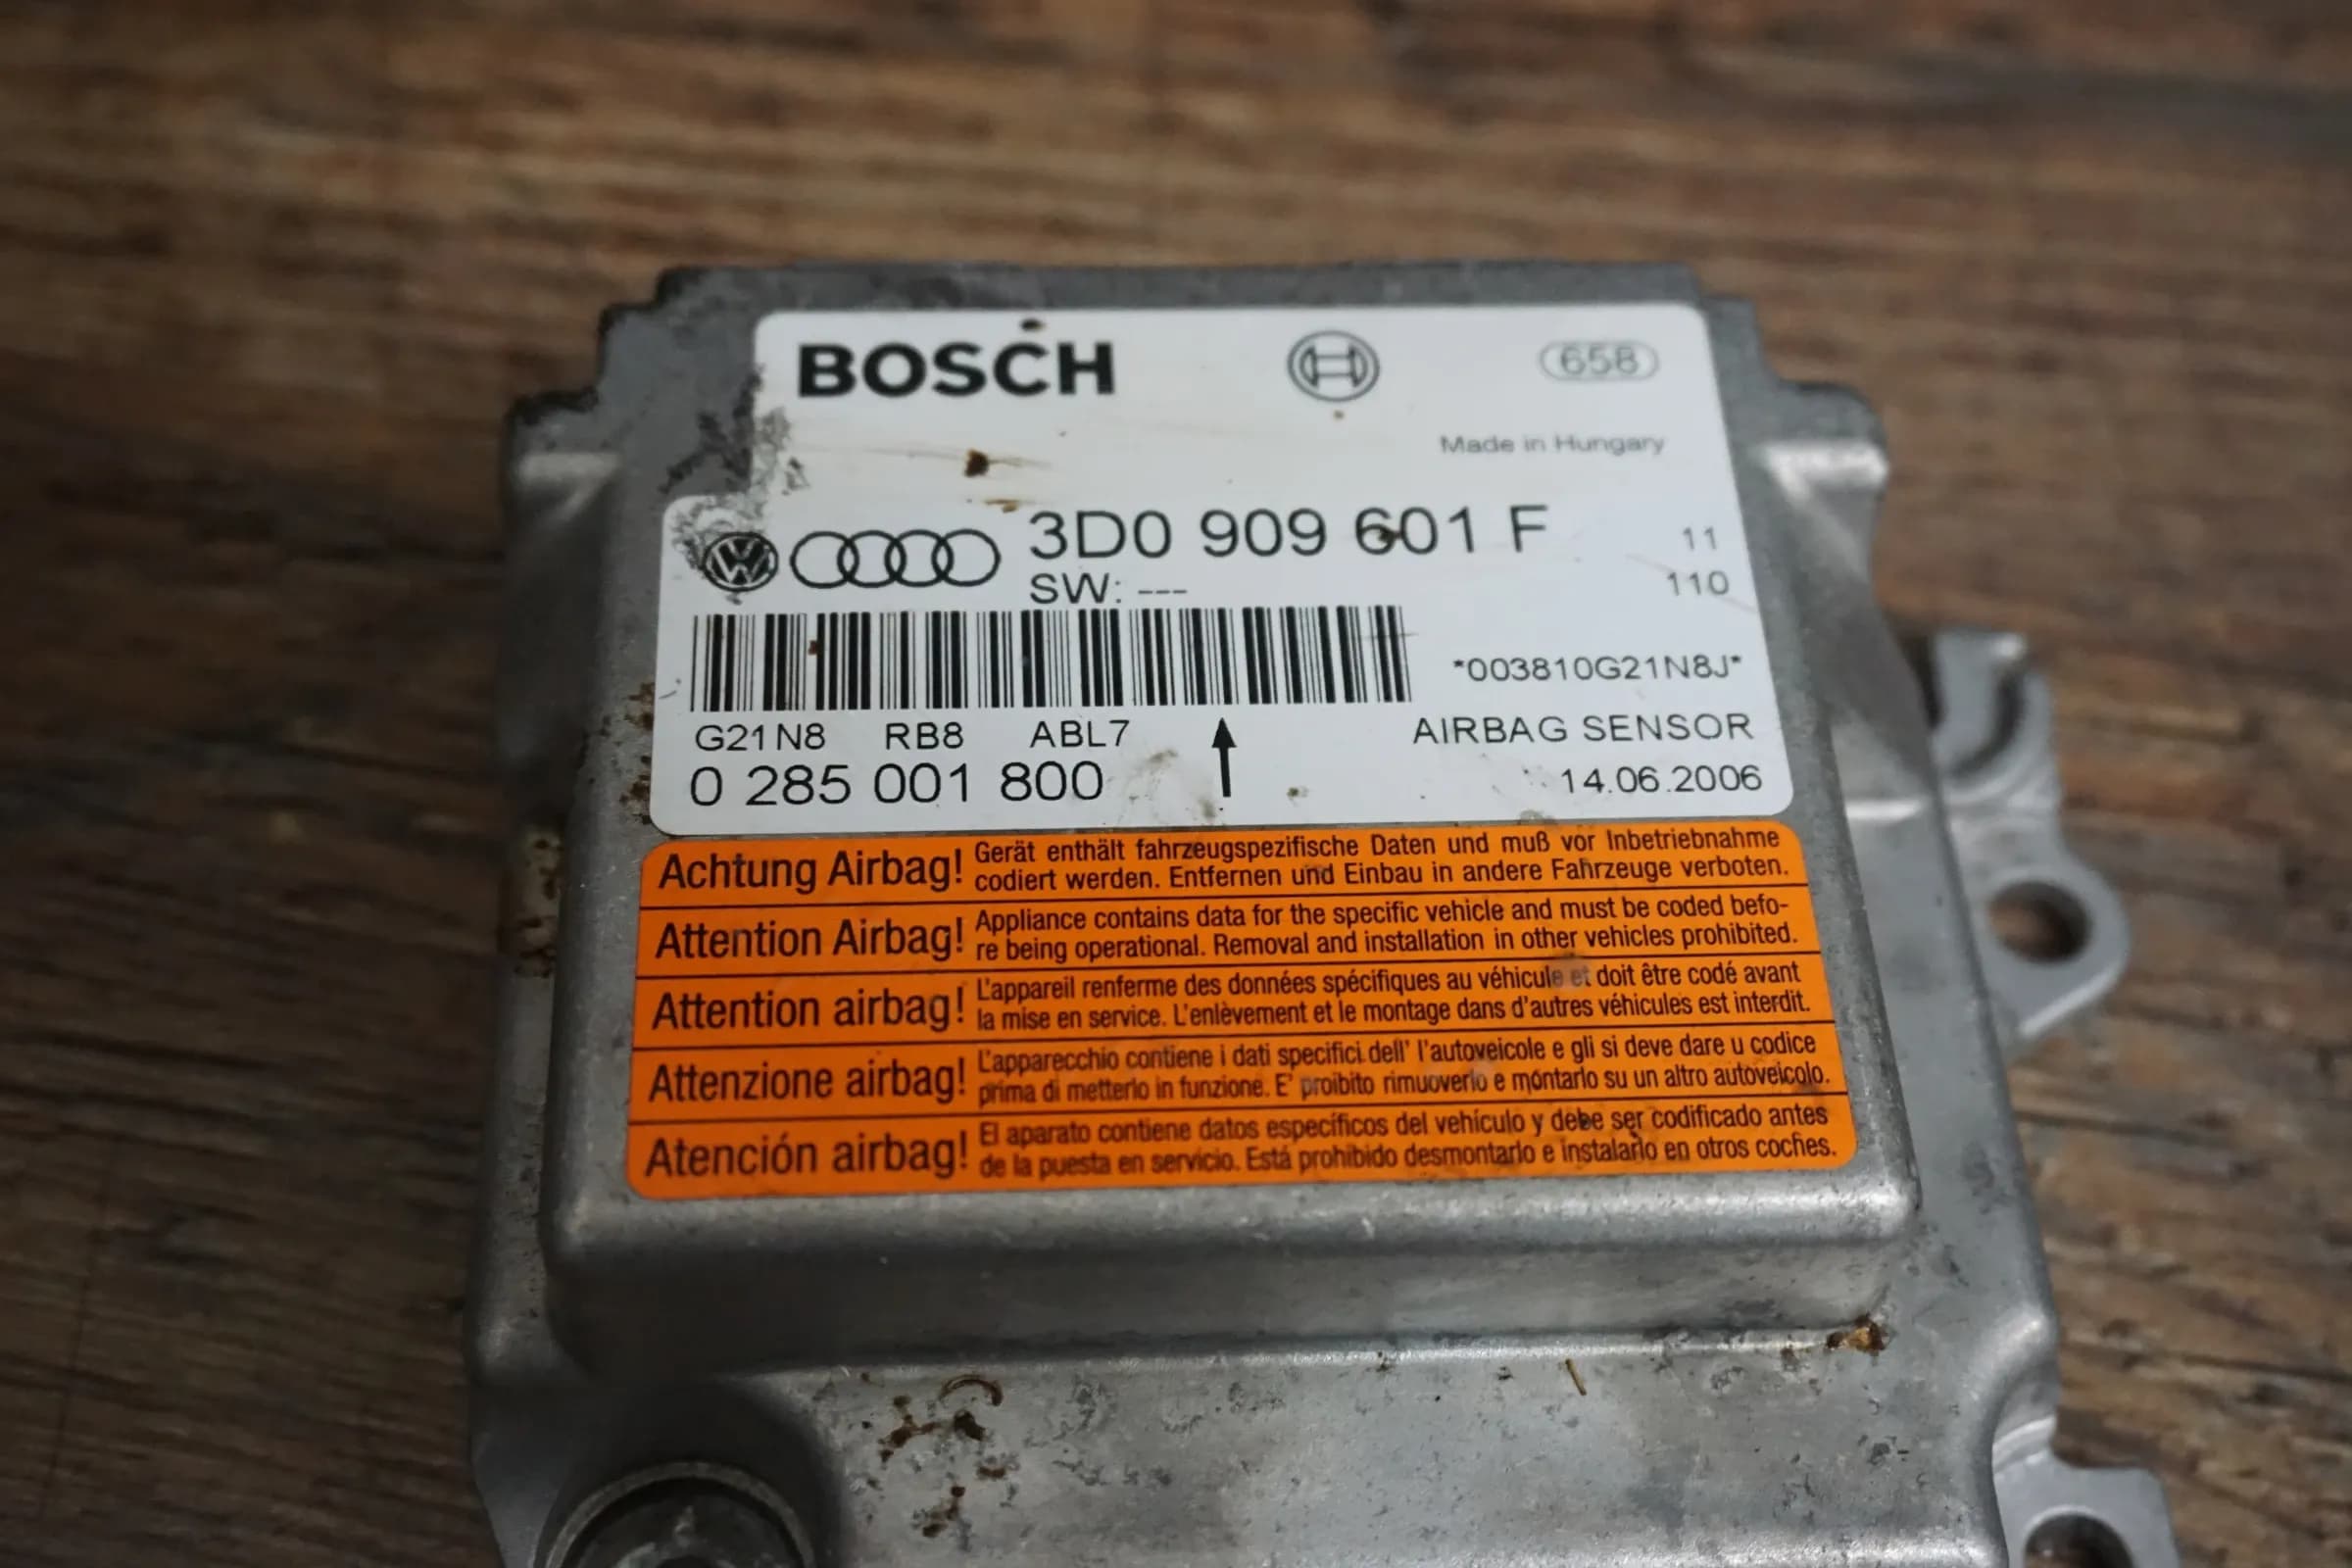 BOSCH
658
Made in Hungary
3D0 909 601 F
11
SW: ---
110
*003810G21N8J*
G21N8 RB8 ABL7
AIRBAG SENSOR
0 285 001 800
14.06.2006
Achtung Airbag! Gerät enthält fahrzeugspezifische Daten und muß vor Inbetriebnahme
codiert werden. Entfernen und Einbau in andere Fahrzeuge verboten.
Attention Airbag! Appliance contains data for the specific vehicle and must be coded befo-
re being operational. Removal and installation in other vehicles prohibited.
Attention airbag! L'appareil renferme des données spécifiques au véhicule et doit être codé avant
la mise en service. L'enlèvement et le montage dans d'autres véhicules est interdit.
Attenzione airbag! L'apparecchio contiene i dati specifici dell' l'autoveicole e gli si deve dare u codice
prima di metterlo in funzione. E' proibito rimuoverlo e montarlo su un altro autoveicolo.
Atención airbag! El aparato contiene datos específicos del vehículo y debe ser codificado antes
de la puesta en servicio. Está prohibido desmontarlo e instalarlo en otros coches.